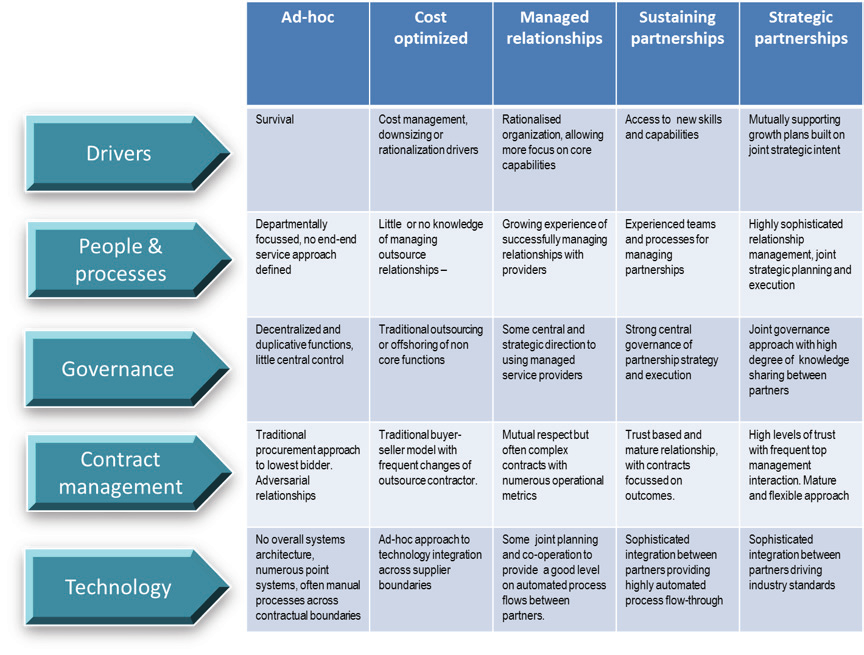 Ad-hoc
Cost
optimized
Managed
relationships
Sustaining
partnerships
Strategic
partnerships
Drivers
Survival
Cost management,
downsizing or
rationalization drivers
Rationalised
organization, allowing
more focus on core
capabilities
Access to new skills
and capabilities
Mutually supporting
growth plans built on
joint strategic intent
People &
processes
Departmentally
focussed, no end-end
service approach
defined
Little or no knowledge
of managing
outsource
relationships –
Growing experience of
successfully managing
relationships with
providers
Experienced teams
and processes for
managing
partnerships
Highly sophisticated
relationship
management, joint
strategic planning and
execution
Governance
Decentralized and
duplicative functions,
little central control
Traditional outsourcing
or offshoring of non
core functions
Some central and
strategic direction to
using managed
service providers
Strong central
governance of
partnership strategy
and execution
Joint governance
approach with high
degree of knowledge
sharing between
partners
Contract
management
Traditional
procurement approach
to lowest bidder.
Adversarial
relationships
Traditional buyer-
seller model with
frequent changes of
outsource contractor.
Mutual respect but
often complex
contracts with
numerous operational
metrics
Trust based and
mature relationship,
with contracts
focussed on
outcomes.
High levels of trust
with frequent top
management
interaction. Mature
and flexible approach
Technology
No overall systems
architecture,
numerous point
systems, often manual
processes across
contractual boundaries
Ad-hoc approach to
technology integration
across supplier
boundaries
Some joint planning
and co-operation to
provide a good level
on automated process
flows between
partners.
Sophisticated
integration between
partners providing
highly automated
process flow-through
Sophisticated
integration between
partners driving
industry standards